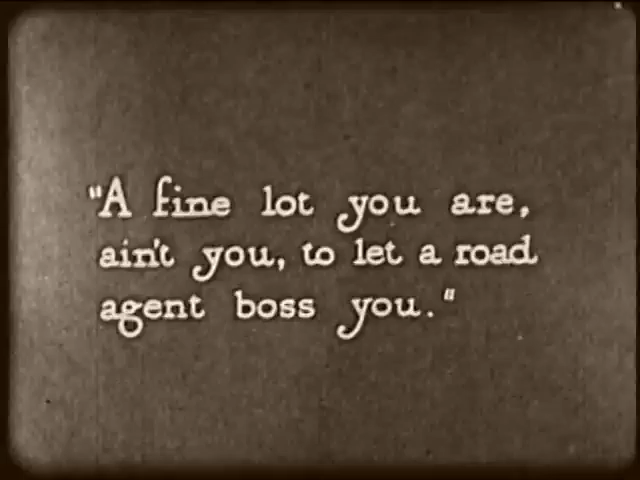 "A fine lot you are,
ain't you, to let a road
agent boss you."